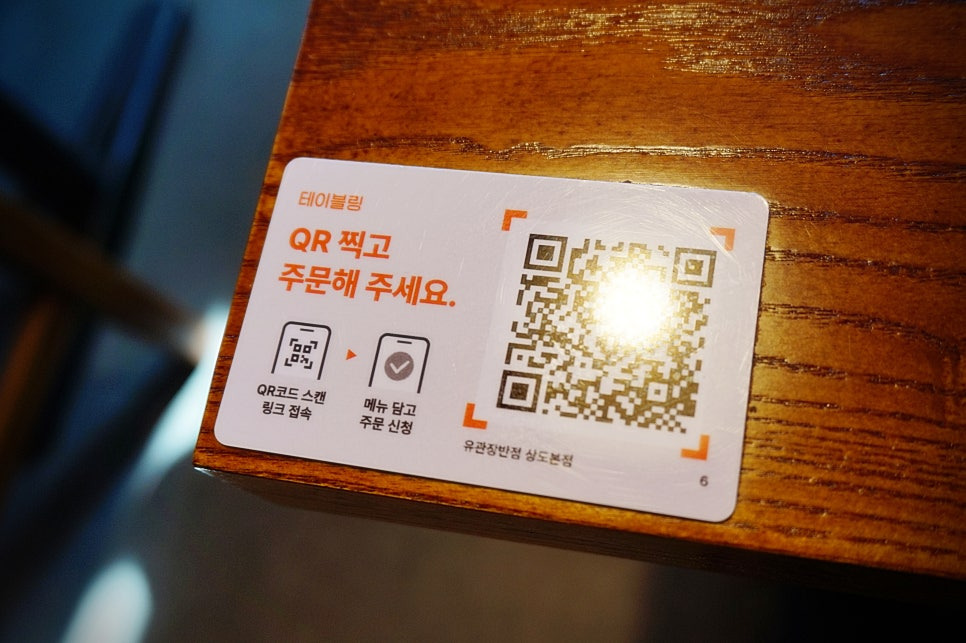 테이블링
QR 찍고
주문해 주세요.
QR코드 스캔
링크 접속
메뉴 담고
주문 신청
유관장반점 상도본점
6